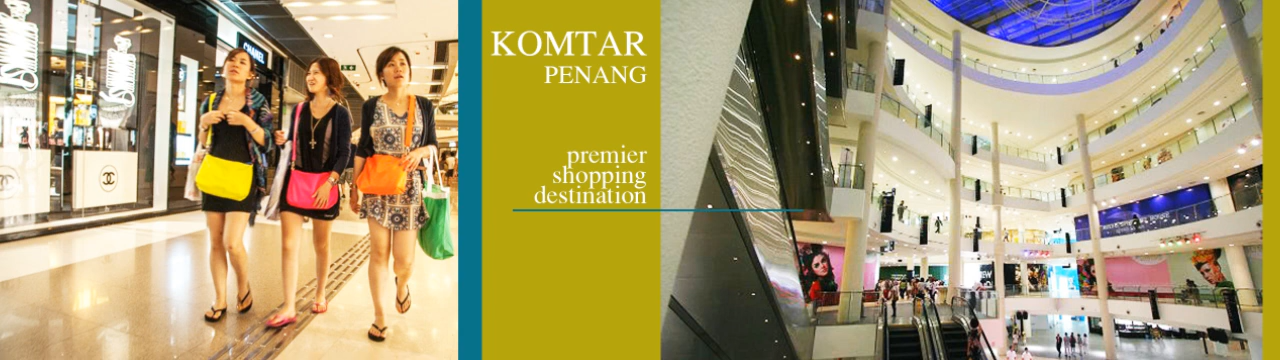 CHANEL
KOMTAR
PENANG
premier
shopping
destination